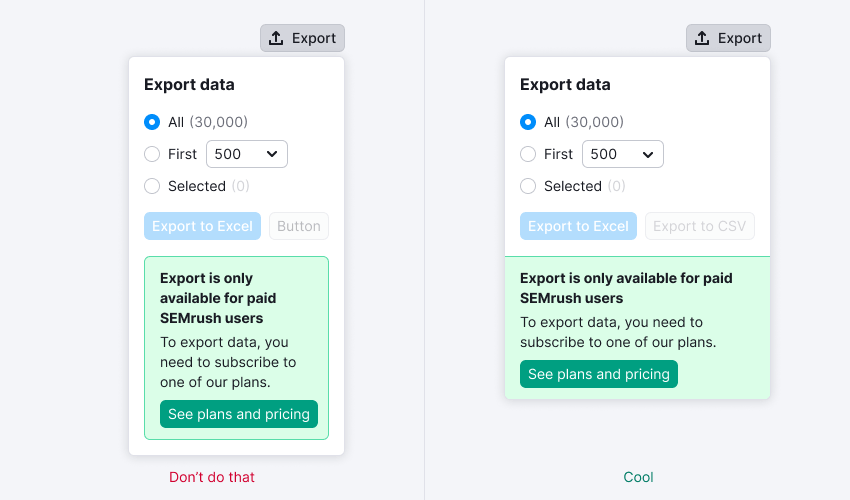 Export
Export data
All (30,000)
First 500
Selected (0)
Export to Excel Button
Export is only
available for paid
SEMrush users
To export data, you
need to subscribe to
one of our plans.
See plans and pricing
Don't do that
Export
Export data
All (30,000)
First 500
Selected (0)
Export to Excel Export to CSV
Export is only available for paid
SEMrush users
To export data, you need to
subscribe to one of our plans.
See plans and pricing
Cool